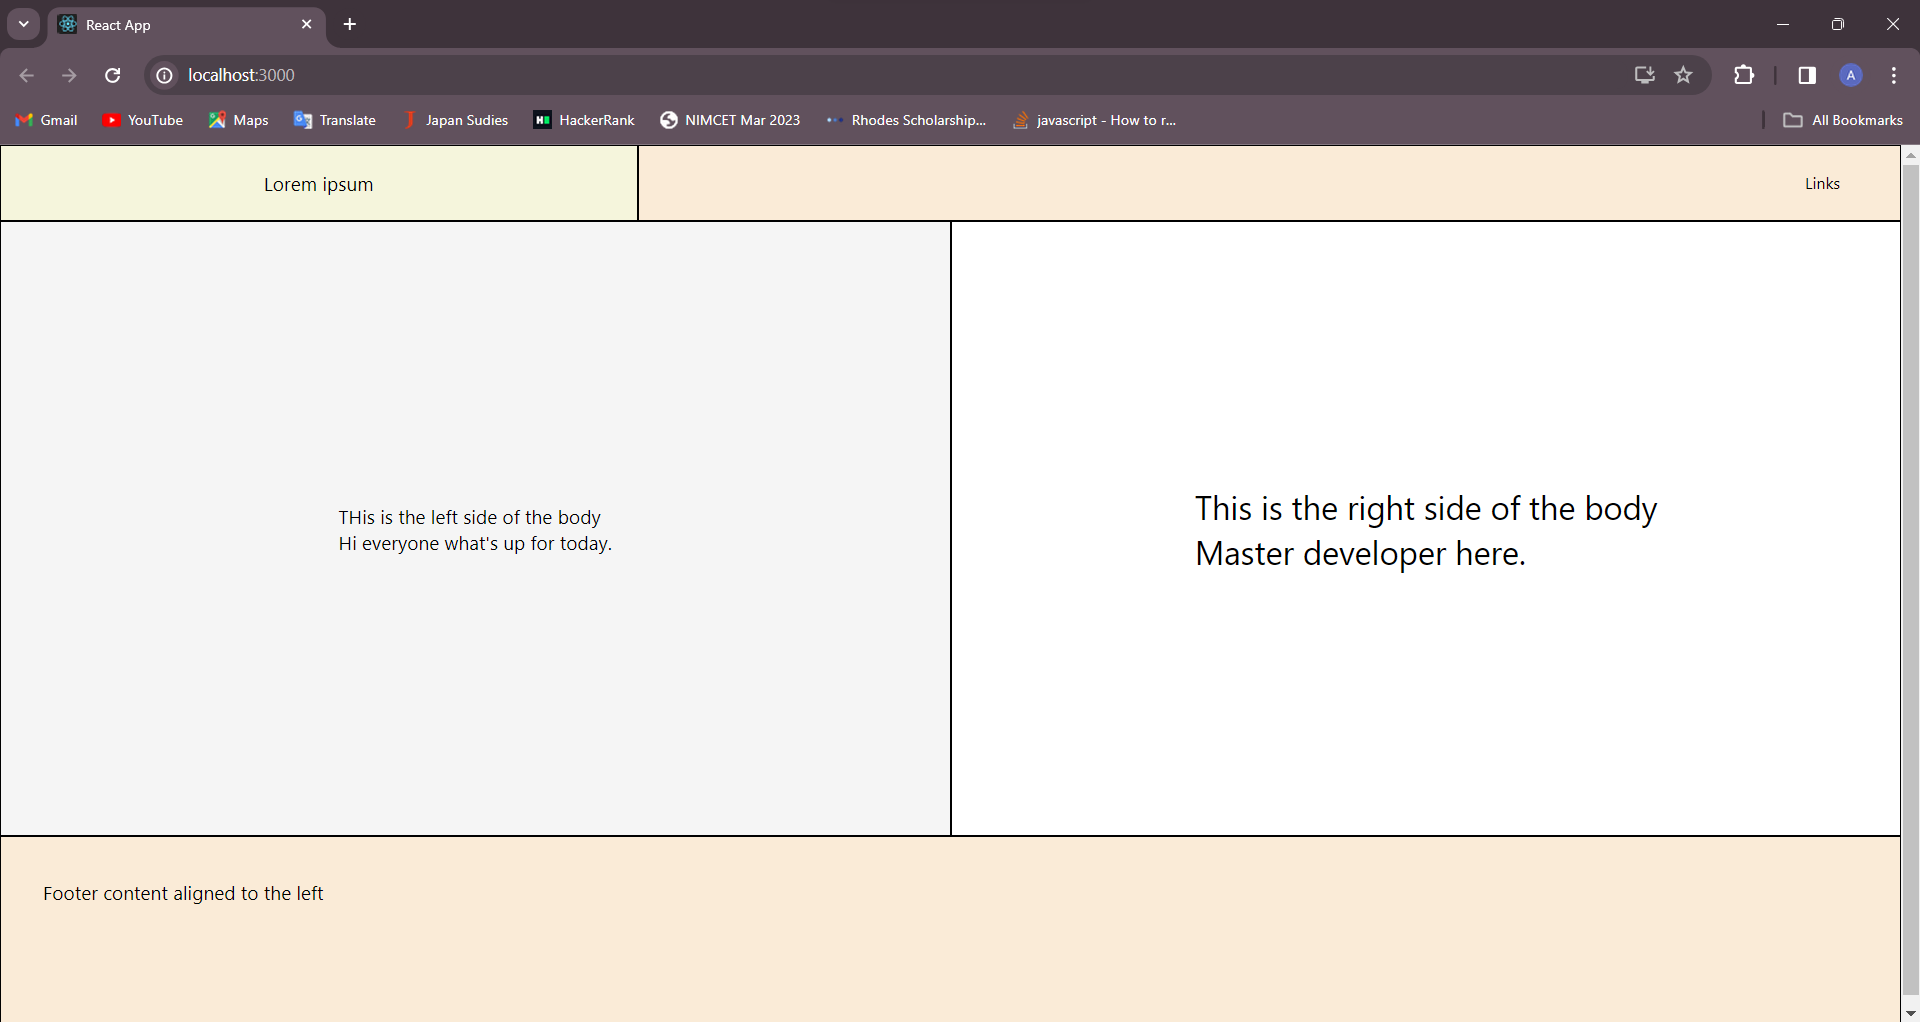 React App
localhost:3000
A
Gmail YouTube Maps Translate Japan Sudies HackerRank NIMCET Mar 2023 Rhodes Scholarship... javascript - How to r... All Bookmarks
Lorem ipsum
Links
THis is the left side of the body
Hi everyone what's up for today.
This is the right side of the body
Master developer here.
Footer content aligned to the left